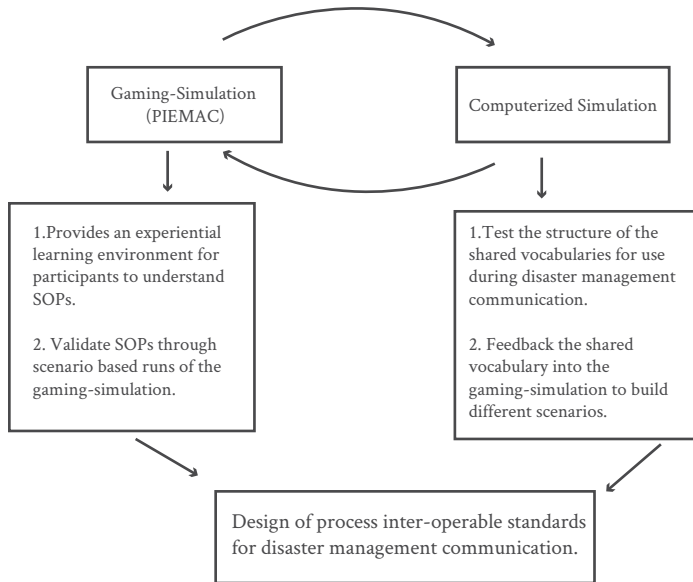 Gaming-Simulation
(PIEMAC)
Computerized Simulation
1.Provides an experiential
learning environment for
participants to understand
SOPs.
2. Validate SOPs through
scenario based runs of the
gaming-simulation.
1.Test the structure of the
shared vocabularies for use
during disaster management
communication.
2. Feedback the shared
vocabulary into the
gaming-simulation to build
different scenarios.
Design of process inter-operable standards
for disaster management communication.